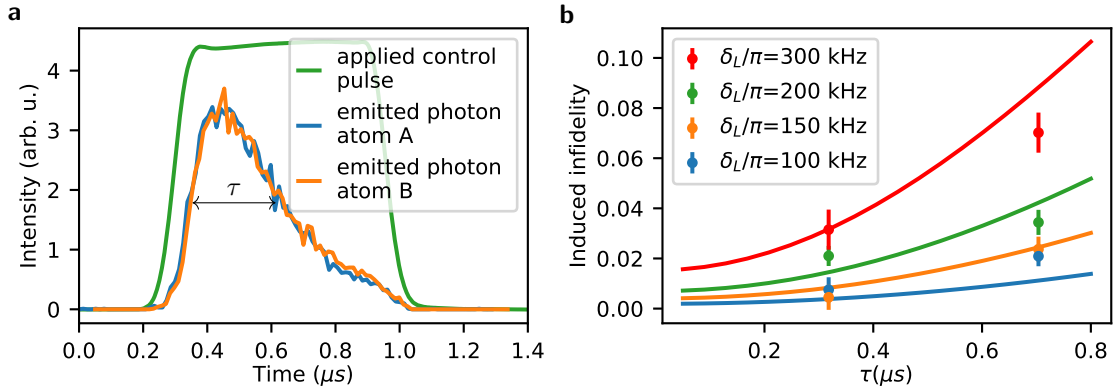 a
Intensity (arb. u.)
4
3
2
1
0
0.0 0.2 0.4 0.6 0.8 1.0 1.2 1.4
Time (μs)
applied control
pulse
emitted photon
atom A
emitted photon
atom B
τ
b
Induced infidelity
0.10
0.08
0.06
0.04
0.02
0.00
0.2 0.4 0.6 0.8
τ(μs)
δL/π=300 kHz
δL/π=200 kHz
δL/π=150 kHz
δL/π=100 kHz